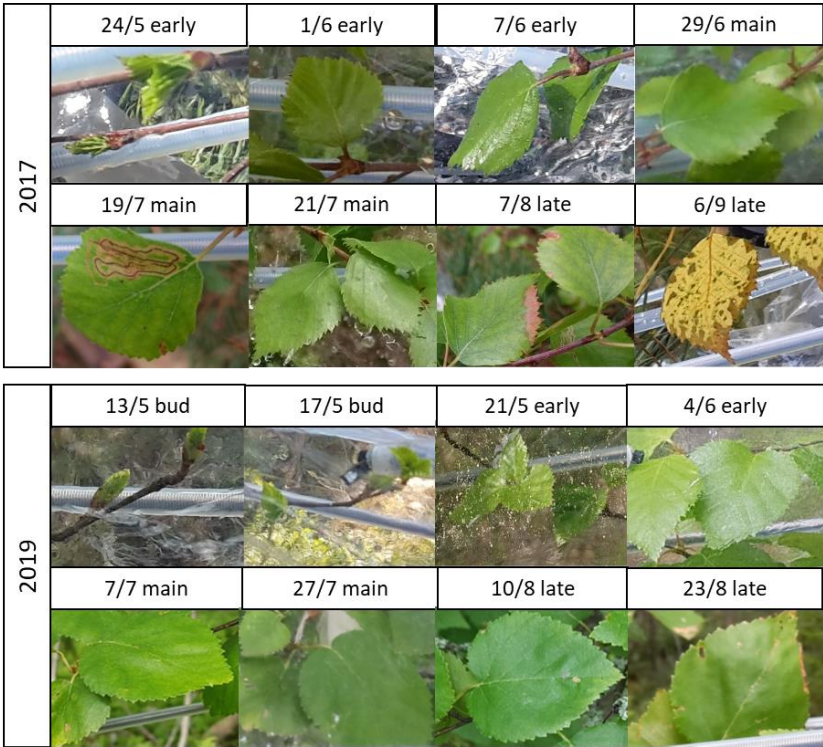 2017
24/5 early
1/6 early
7/6 early
29/6 main
19/7 main
21/7 main
7/8 late
6/9 late
2019
13/5 bud
17/5 bud
21/5 early
4/6 early
7/7 main
27/7 main
10/8 late
23/8 late